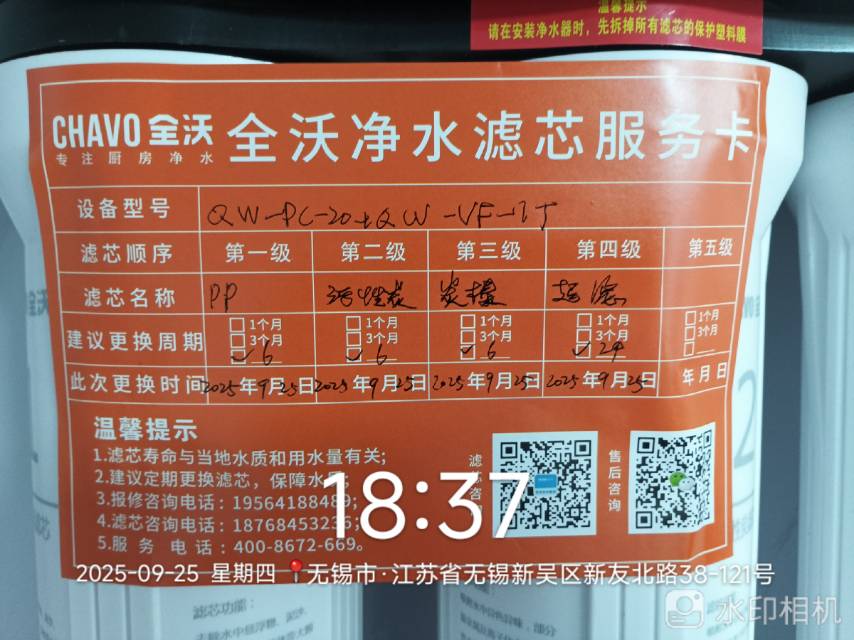 温馨提示
请在安装净水器时，先拆掉所有滤芯的保护塑料膜
CHAVO 全沃
专注厨房净水
全沃净水滤芯服务卡
设备型号 QW-PC-20+QW-VF-1T
滤芯顺序 第一级 第二级 第三级 第四级 第五级
滤芯名称 PP 活性炭 炭棒 超滤
建议更换周期
1个月 1个月 1个月 1个月 1个月
3个月 3个月 3个月 3个月 3个月
✓6 ✓6 ✓6 ✓24
此次更换时间 2025年9月25日 2025年9月25日 2025年9月25日 2025年9月25日 年月日
温馨提示
1.滤芯寿命与当地水质和用水量有关;
2.建议定期更换滤芯，保障水
3.报修咨询电话: 19564188489;
4.滤芯咨询电话: 18768453236;
5.服务电话: 400-8672-669。
滤芯咨询
售后咨询
18:37
2025-09-25 星期四 无锡市·江苏省无锡新吴区新友北路38-121号
滤芯功能:
水印相机